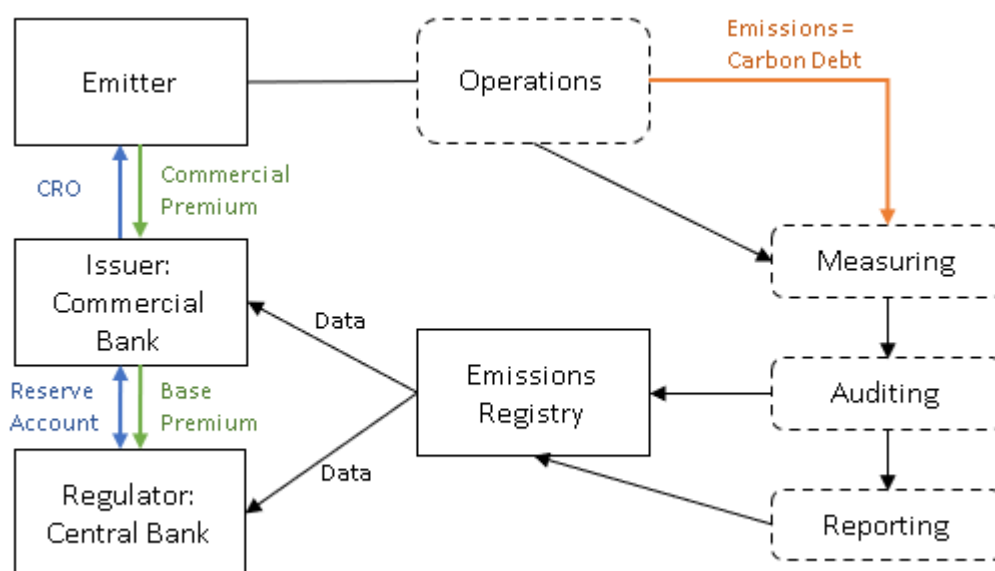 Emitter
Operations
Emissions =
Carbon Debt
CRO
Commercial
Premium
Issuer:
Commercial
Bank
Measuring
Data
Emissions
Registry
Auditing
Reserve
Account
Base
Premium
Data
Regulator:
Central Bank
Reporting